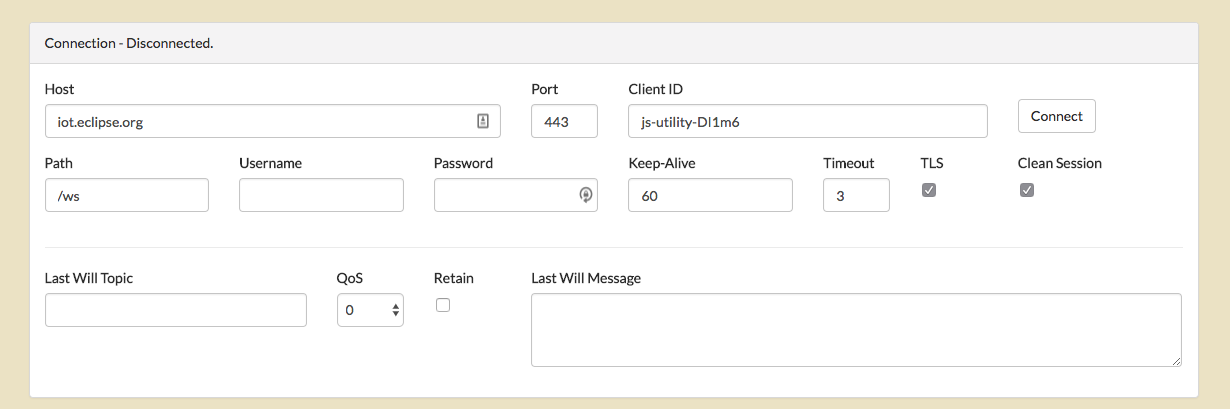 Connection - Disconnected.
Host Port Client ID
iot.eclipse.org 443 js-utility-DI1m6 Connect
Path Username Password Keep-Alive Timeout TLS Clean Session
/ws 60 3
Last Will Topic QoS Retain Last Will Message
0